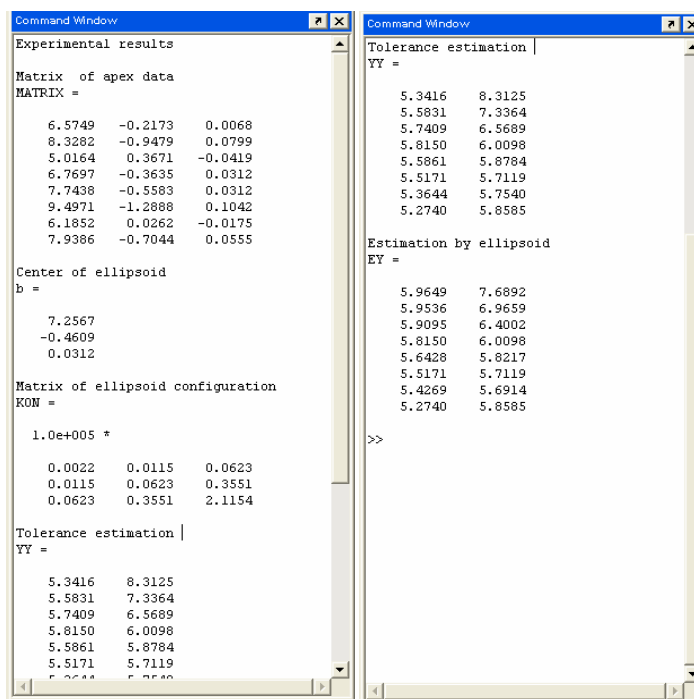 Command Window
Experimental results
Matrix of apex data
MATRIX =
6.5749 -0.2173 0.0068
8.3282 -0.9479 0.0799
5.0164 0.3671 -0.0419
6.7697 -0.3635 0.0312
7.7438 -0.5583 0.0312
9.4971 -1.2888 0.1042
6.1852 0.0262 -0.0175
7.9386 -0.7044 0.0555
Center of ellipsoid
b =
7.2567
-0.4609
0.0312
Matrix of ellipsoid configuration
KON =
1.0e+005 *
0.0022 0.0115 0.0623
0.0115 0.0623 0.3551
0.0623 0.3551 2.1154
Tolerance estimation
YY =
5.3416 8.3125
5.5831 7.3364
5.7409 6.5689
5.8150 6.0098
5.5861 5.8784
5.5171 5.7119
Command Window
Tolerance estimation
YY =
5.3416 8.3125
5.5831 7.3364
5.7409 6.5689
5.8150 6.0098
5.5861 5.8784
5.5171 5.7119
5.3644 5.7540
5.2740 5.8585
Estimation by ellipsoid
EY =
5.9649 7.6892
5.9536 6.9659
5.9095 6.4002
5.8150 6.0098
5.6428 5.8217
5.5171 5.7119
5.4269 5.6914
5.2740 5.8585
>>